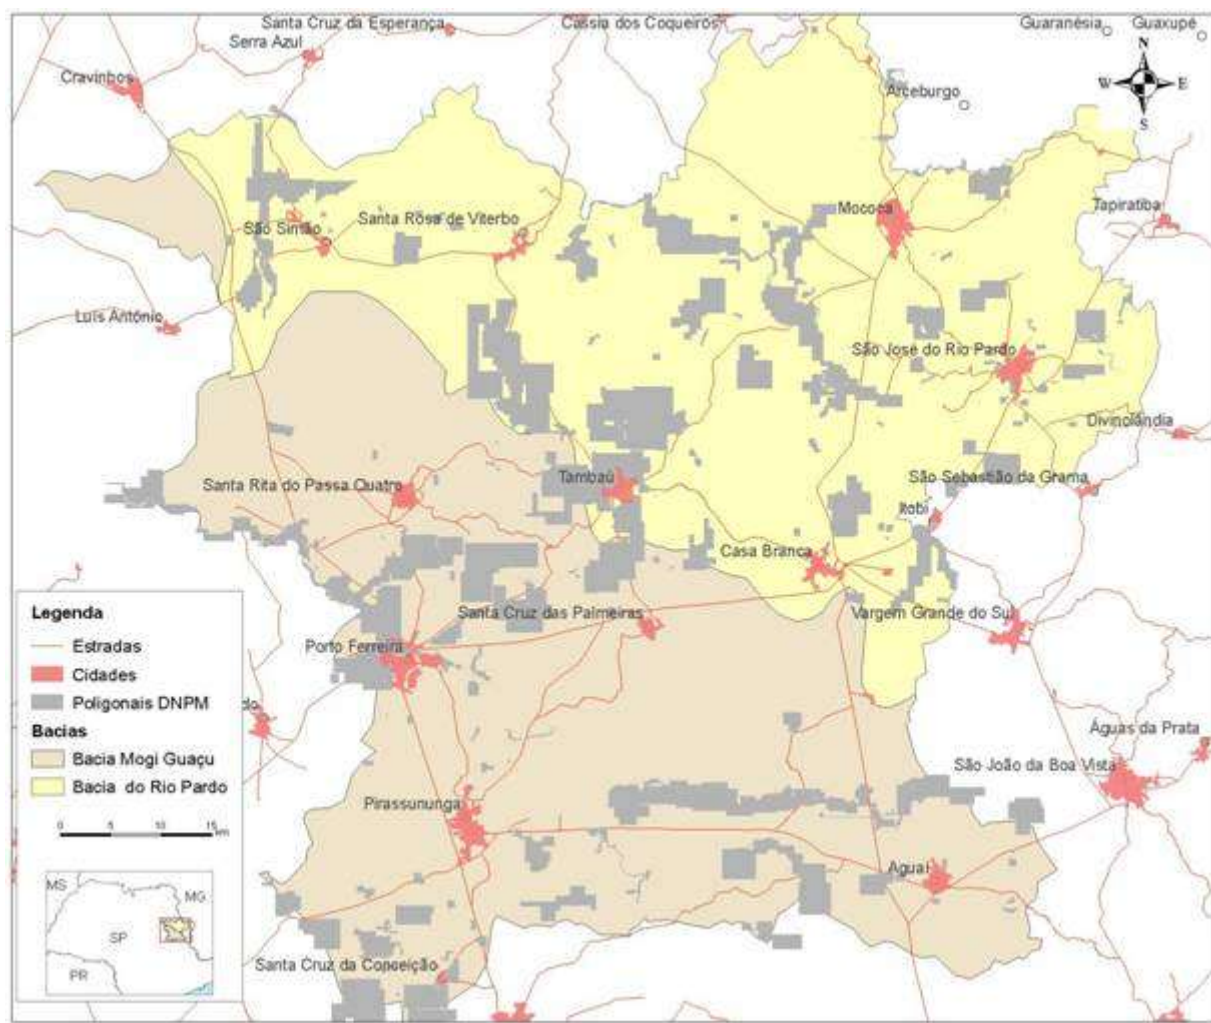 Santa Cruz da Esperança
Cássia dos Coqueiros
Guaranésia
Guaxupé
Serra Azul
N
Cravinhos
W
E
Arceburgo
S
Mococa
Tapiratiba
São Simão
Santa Rosa de Viterbo
Luís Antônio
São José do Rio Pardo
Divinolândia
Santa Rita do Passa Quatro
Tambaú
São Sebastião da Grama
Itobi
Casa Branca
Santa Cruz das Palmeiras
Vargem Grande do Sul
Porto Ferreira
Águas da Prata
São João da Boa Vista
Pirassununga
Aguaí
Santa Cruz da Conceição
Legenda
Estradas
Cidades
Poligonais DNPM
do
Bacias
Bacia Mogi Guaçu
Bacia do Rio Pardo
0 5 10 15
km
MS
MG
SP
PR